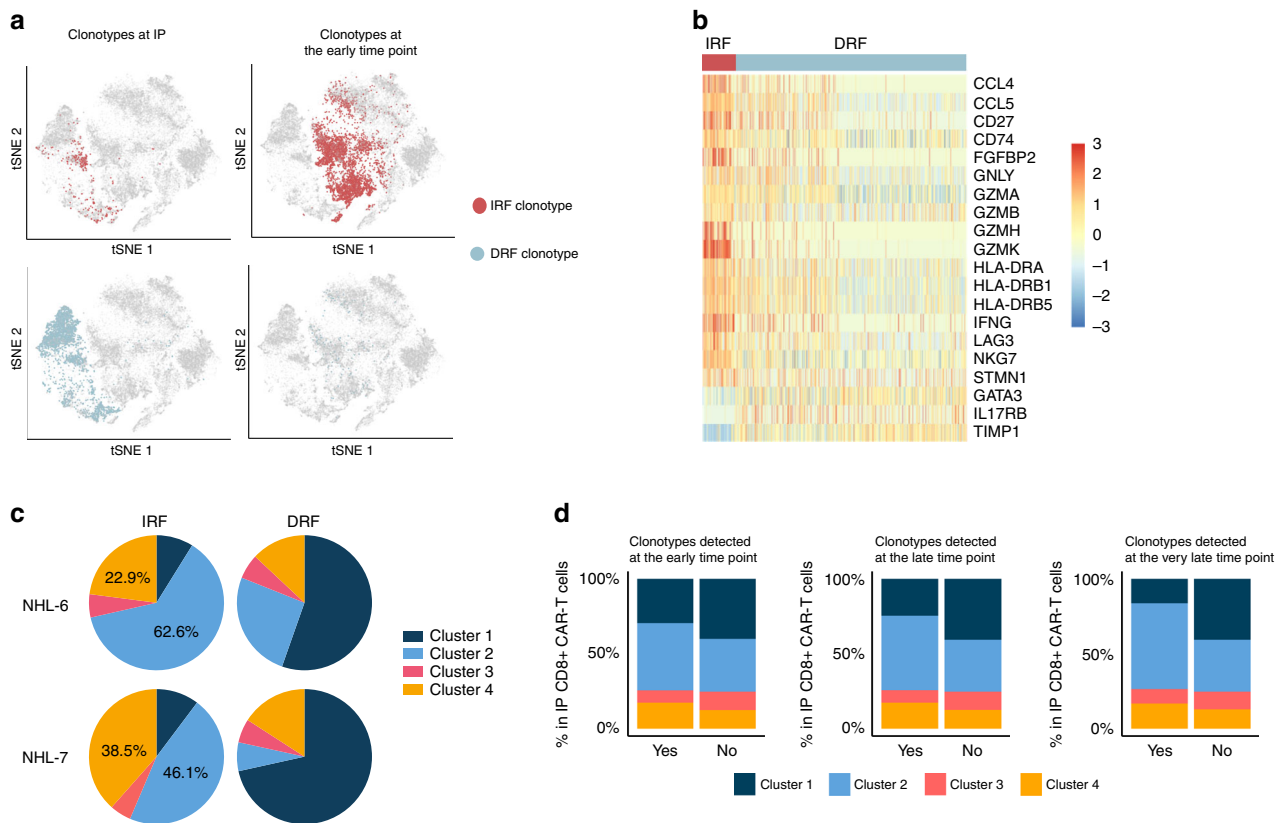 a
Clonotypes at IP
Clonotypes at
the early time point
tSNE 2
tSNE 1
tSNE 2
tSNE 1
IRF clonotype
DRF clonotype
tSNE 2
tSNE 1
tSNE 2
tSNE 1
b
IRF
DRF
CCL4
CCL5
CD27
CD74
FGFBP2
GNLY
GZMA
GZMB
GZMH
GZMK
HLA-DRA
HLA-DRB1
HLA-DRB5
IFNG
LAG3
NKG7
STMN1
GATA3
IL17RB
TIMP1
3
2
1
0
–1
–2
–3
c
IRF
DRF
NHL-6
22.9%
62.6%
NHL-7
38.5%
46.1%
Cluster 1
Cluster 2
Cluster 3
Cluster 4
d
Clonotypes detected
at the early time point
% in IP CD8+ CAR-T cells
100%
50%
0%
Yes
No
Clonotypes detected
at the late time point
% in IP CD8+ CAR-T cells
100%
50%
0%
Yes
No
Clonotypes detected
at the very late time point
% in IP CD8+ CAR-T cells
100%
50%
0%
Yes
No
Cluster 1
Cluster 2
Cluster 3
Cluster 4